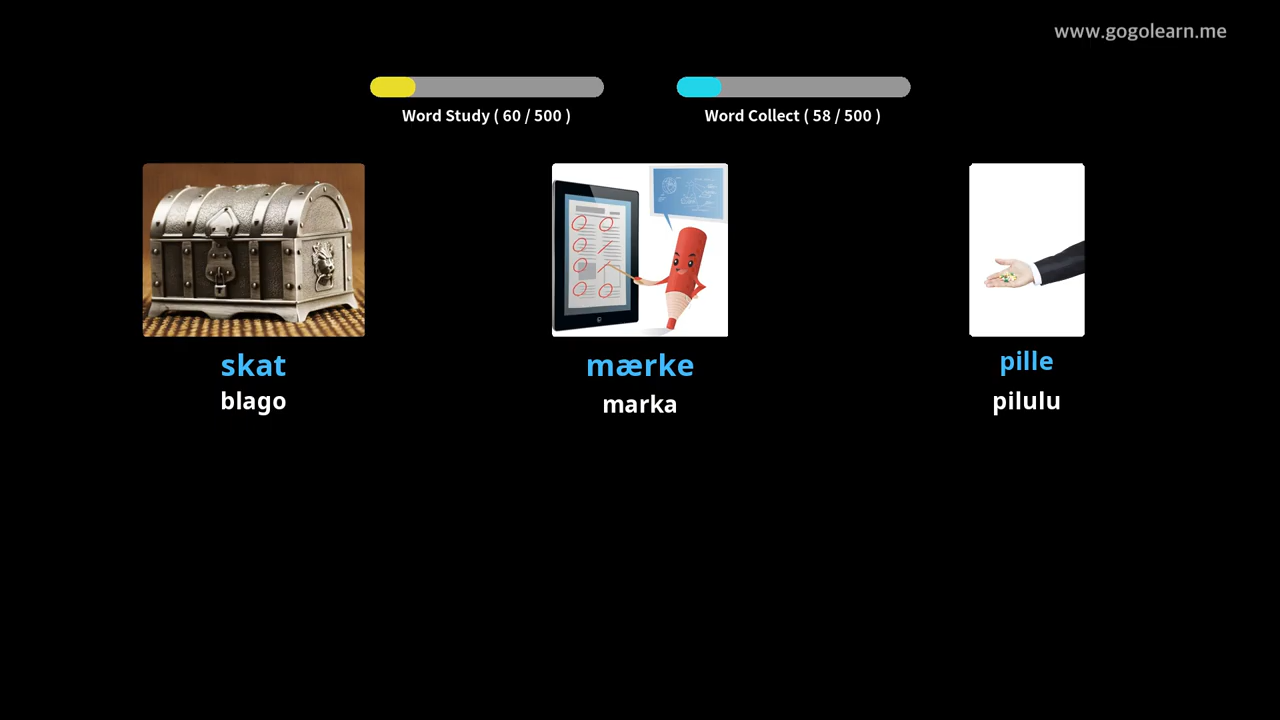 www.gogolearn.me
Word Study ( 60 / 500 )
Word Collect ( 58 / 500 )
skat
blago
mærke
marka
pille
pilulu